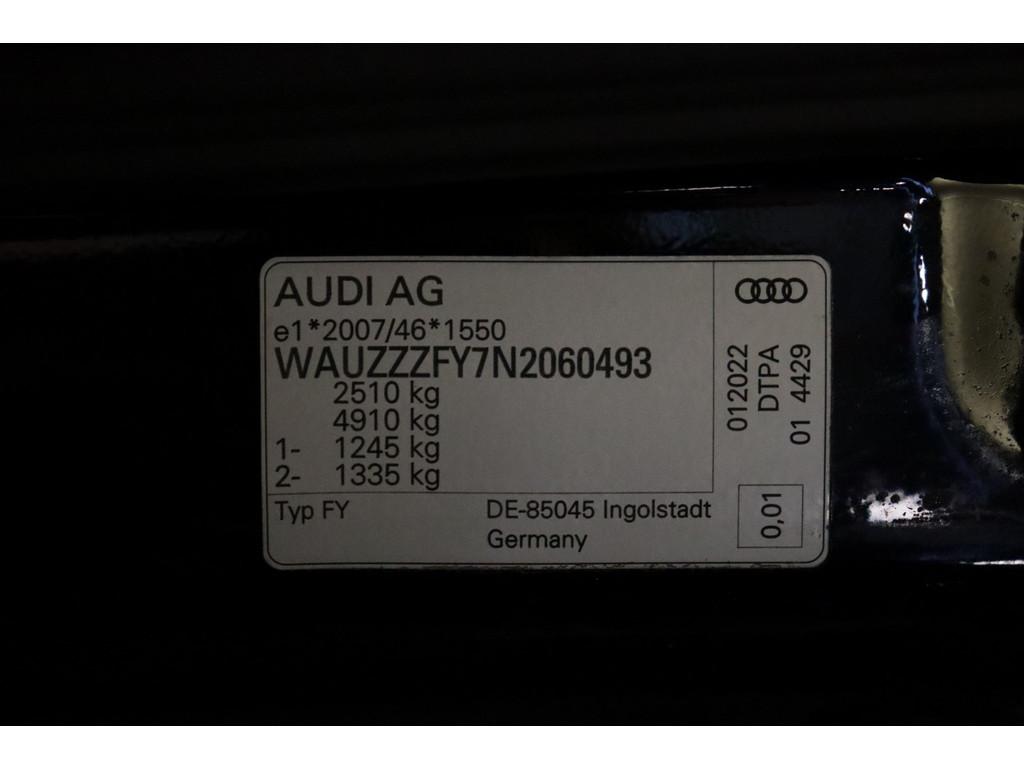 AUDI AG
e1*2007/46*1550
WAUZZZFY7N2060493
2510 kg
4910 kg
1- 1245 kg
2- 1335 kg
Typ FY
DE-85045 Ingolstadt
Germany
012022
DTPA
01 4429
0,01